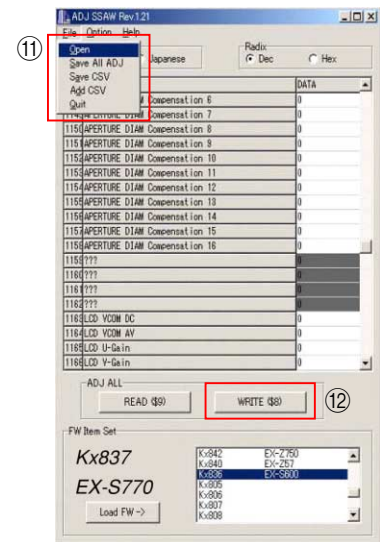 ADJ SSAW Rev.1.21
File Option Help
⑪
Open
Save All ADJ
Save CSV
Add CSV
Quit
Japanese
Radix
Dec
Hex
DATA
Compensation 6 0
Compensation 7 0
1150 APERTURE DIAM Compensation 8 0
1151 APERTURE DIAM Compensation 9 0
1152 APERTURE DIAM Compensation 10 0
1153 APERTURE DIAM Compensation 11 0
1154 APERTURE DIAM Compensation 12 0
1155 APERTURE DIAM Compensation 13 0
1156 APERTURE DIAM Compensation 14 0
1157 APERTURE DIAM Compensation 15 0
1158 APERTURE DIAM Compensation 16 0
1159 ??? 0
1160 ??? 0
1161 ??? 0
1162 ??? 0
1163 LCD VCOM DC 0
1164 LCD VCOM AV 0
1165 LCD U-Gain 0
1166 LCD V-Gain 0
ADJ ALL
READ ($9) WRITE ($8)
⑫
FW Item Set
Kx837
EX-S770
Load FW ->
Kx842 EX-Z750
Kx840 EX-Z57
Kx836 EX-S600
Kx805
Kx806
Kx807
Kx808